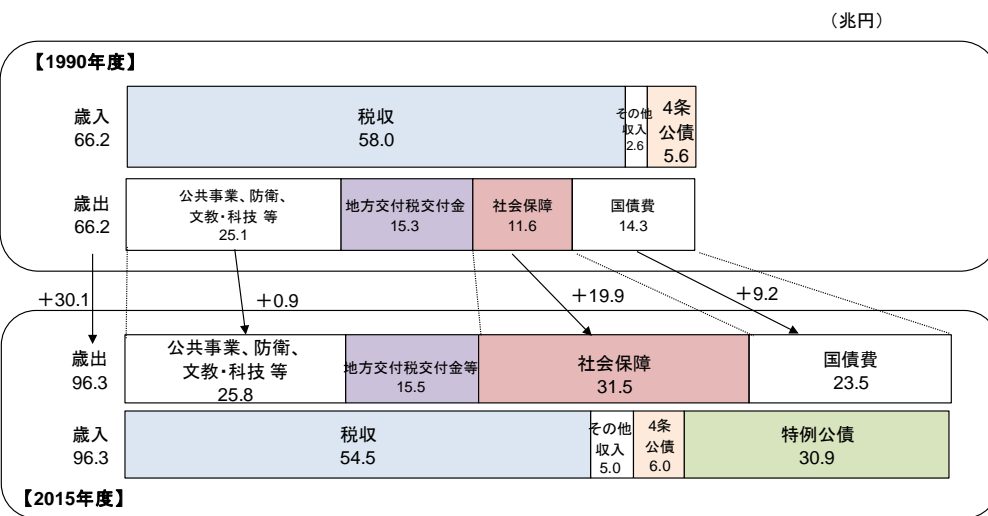 （兆円）
【1990年度】
歳入
66.2
税収
58.0
その他
収入
2.6
4条
公債
5.6
歳出
66.2
公共事業、防衛、
文教・科技 等
25.1
地方交付税交付金
15.3
社会保障
11.6
国債費
14.3
＋30.1
＋0.9
＋19.9
＋9.2
歳出
96.3
公共事業、防衛、
文教・科技 等
25.8
地方交付税交付金等
15.5
社会保障
31.5
国債費
23.5
歳入
96.3
税収
54.5
その他
収入
5.0
4条
公債
6.0
特例公債
30.9
【2015年度】